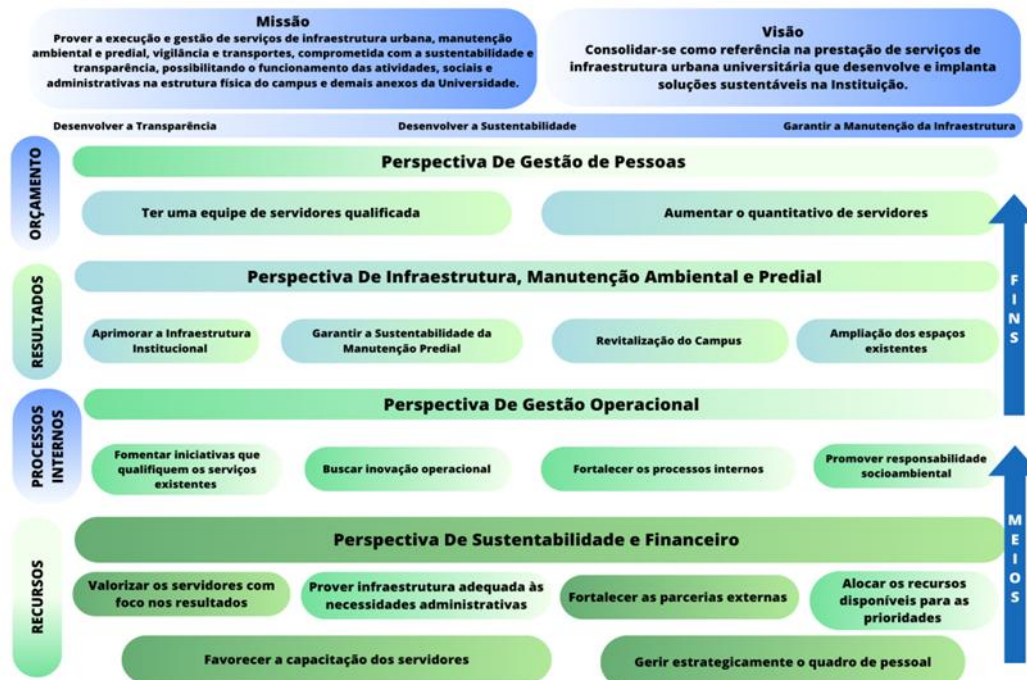 Missão
Prover a execução e gestão de serviços de infraestrutura urbana, manutenção
ambiental e predial, vigilância e transportes, comprometida com a sustentabilidade e
transparência, possibilitando o funcionamento das atividades, sociais e
administrativas na estrutura física do campus e demais anexos da Universidade.
Visão
Consolidar-se como referência na prestação de serviços de
infraestrutura urbana universitária que desenvolve e implanta
soluções sustentáveis na Instituição.
Desenvolver a Transparência
Desenvolver a Sustentabilidade
Garantir a Manutenção da Infraestrutura
ORÇAMENTO
Perspectiva De Gestão de Pessoas
Ter uma equipe de servidores qualificada
Aumentar o quantitativo de servidores
RESULTADOS
Perspectiva De Infraestrutura, Manutenção Ambiental e Predial
Aprimorar a Infraestrutura
Institucional
Garantir a Sustentabilidade da
Manutenção Predial
Revitalização do Campus
Ampliação dos espaços
existentes
FINS
PROCESSOS
INTERNOS
Perspectiva De Gestão Operacional
Fomentar iniciativas que
qualifiquem os serviços
existentes
Buscar inovação operacional
Fortalecer os processos internos
Promover responsabilidade
socioambiental
RECURSOS
Perspectiva De Sustentabilidade e Financeiro
Valorizar os servidores com
foco nos resultados
Prover infraestrutura adequada às
necessidades administrativas
Fortalecer as parcerias externas
Alocar os recursos
disponíveis para as
prioridades
Favorecer a capacitação dos servidores
Gerir estrategicamente o quadro de pessoal
MEIOS